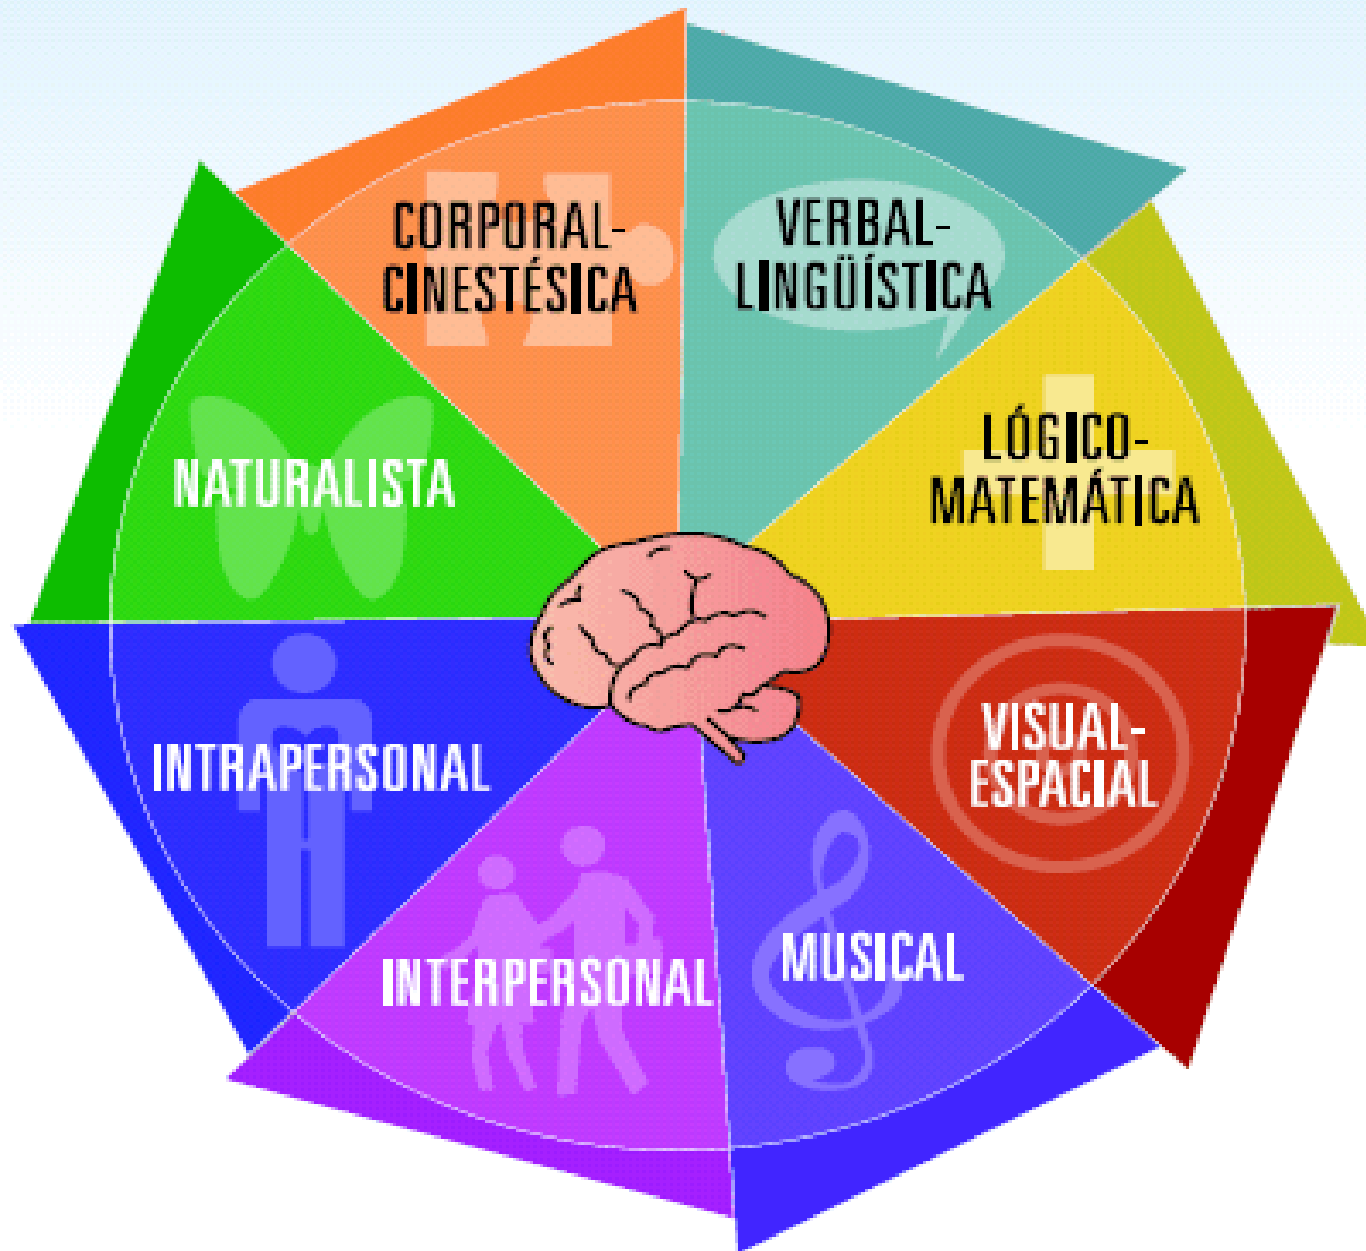 CORPORAL-
CINESTÉSICA
VERBAL-
LINGÜÍSTICA
LÓGICO-
MATEMÁTICA
VISUAL-
ESPACIAL
MUSICAL
INTERPERSONAL
INTRAPERSONAL
NATURALISTA